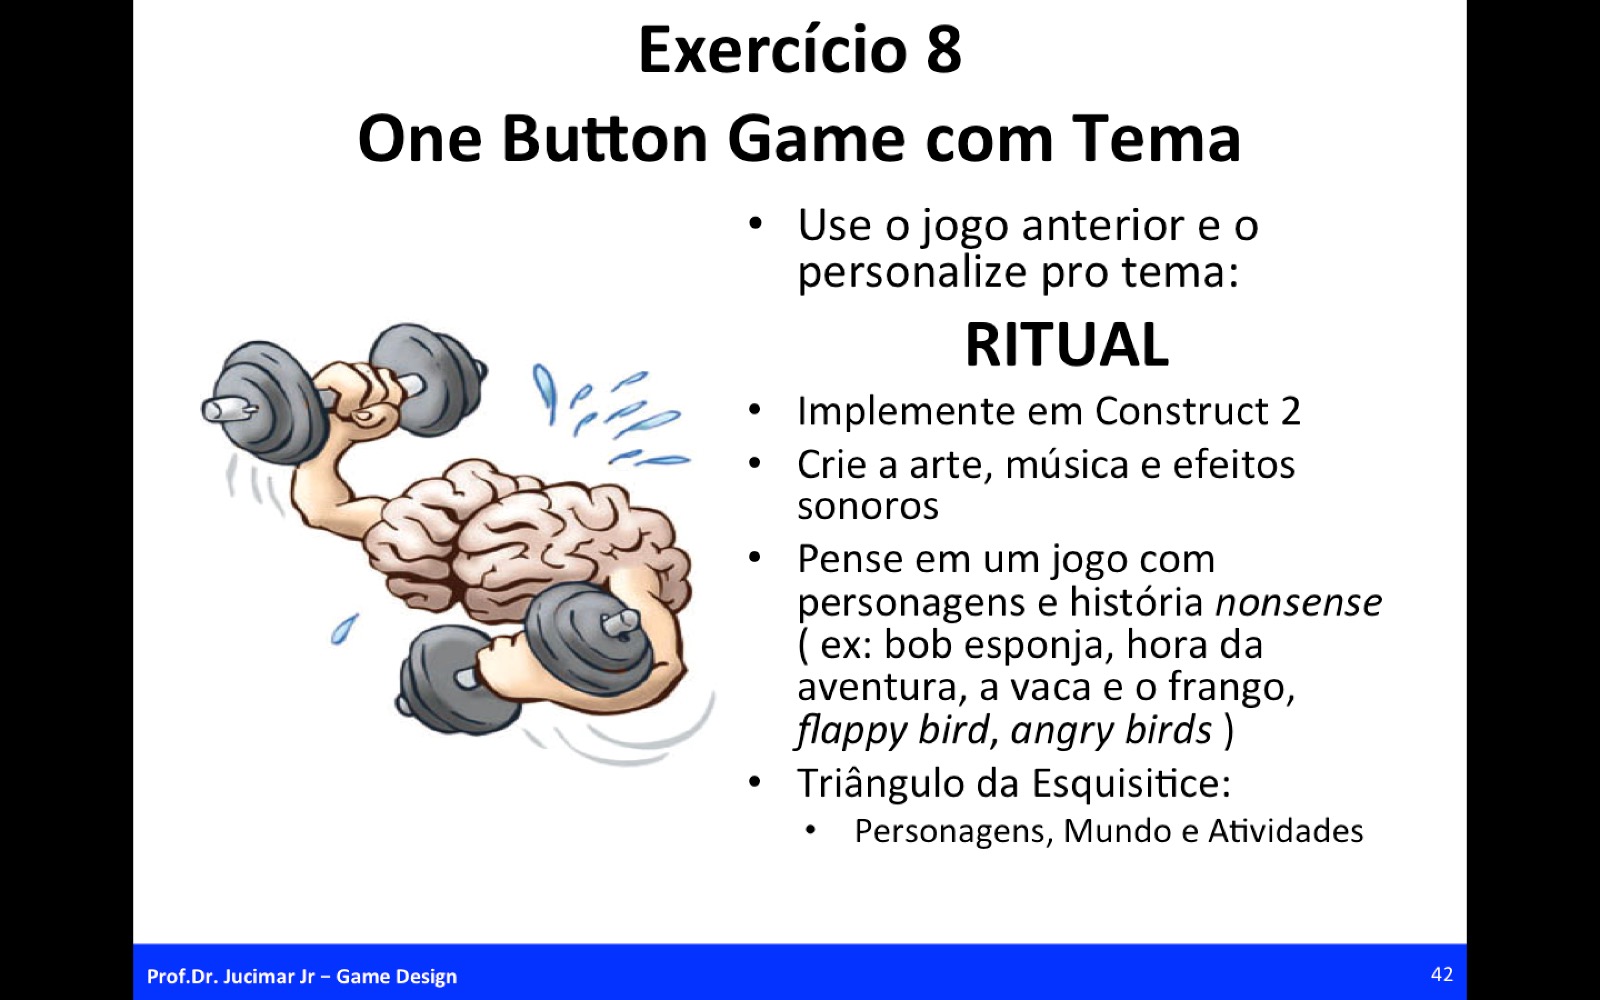 Exercício 8
One Button Game com Tema
• Use o jogo anterior e o
personalize pro tema:
RITUAL
• Implemente em Construct 2
• Crie a arte, música e efeitos
sonoros
• Pense em um jogo com
personagens e história nonsense
( ex: bob esponja, hora da
aventura, a vaca e o frango,
flappy bird, angry birds )
• Triângulo da Esquisitice:
• Personagens, Mundo e Atividades
Prof.Dr. Jucimar Jr – Game Design
42